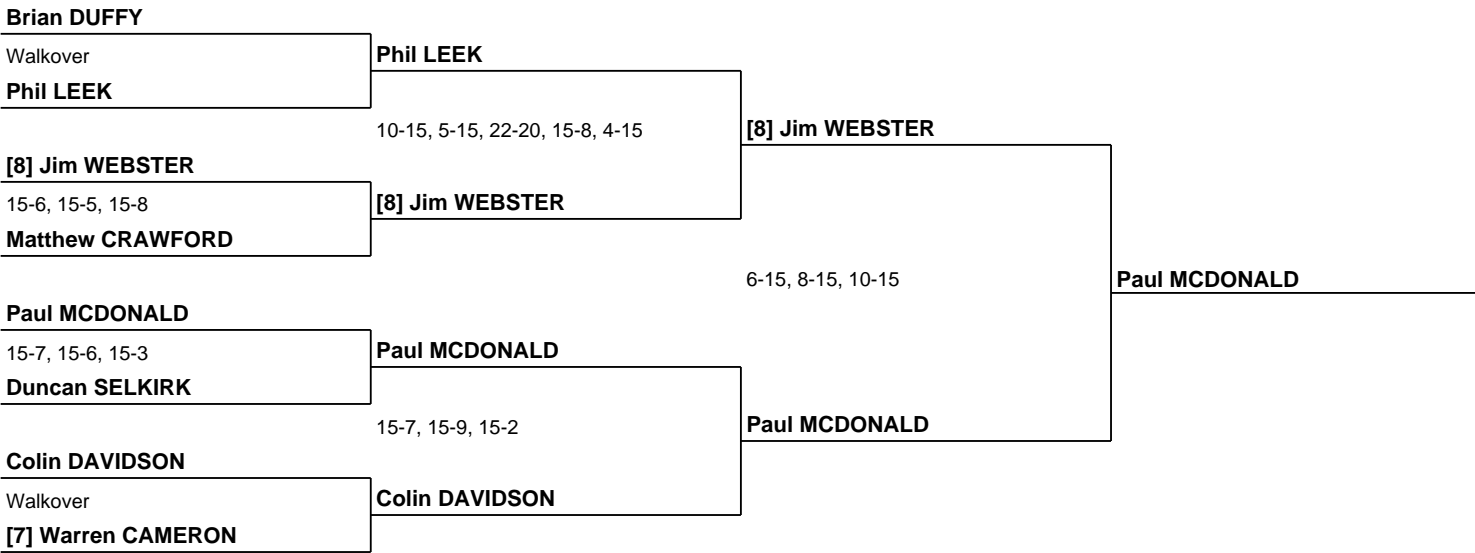 Brian DUFFY
Walkover
Phil LEEK
Phil LEEK
10-15, 5-15, 22-20, 15-8, 4-15
[8] Jim WEBSTER
[8] Jim WEBSTER
15-6, 15-5, 15-8
[8] Jim WEBSTER
Matthew CRAWFORD
6-15, 8-15, 10-15
Paul MCDONALD
Paul MCDONALD
15-7, 15-6, 15-3
Paul MCDONALD
Duncan SELKIRK
15-7, 15-9, 15-2
Paul MCDONALD
Colin DAVIDSON
Walkover
Colin DAVIDSON
[7] Warren CAMERON